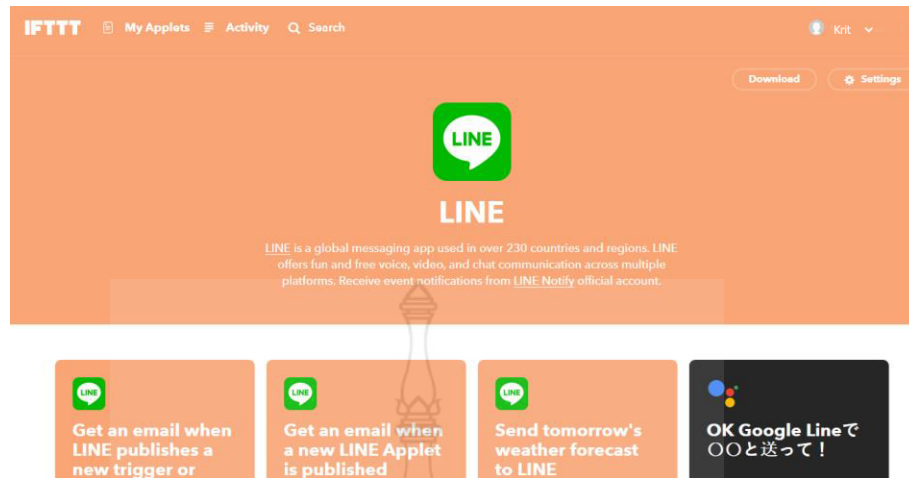 IFTTT My Applets Activity Search Krit
Download Settings
LINE
LINE
LINE is a global messaging app used in over 230 countries and regions. LINE
offers fun and free voice, video, and chat communication across multiple
platforms. Receive event notifications from LINE Notify official account.
LINE
Get an email when
LINE publishes a
new trigger or
LINE
Get an email when
a new LINE Applet
is published
LINE
Send tomorrow's
weather forecast
to LINE
OK Google Lineで
○○と送って！